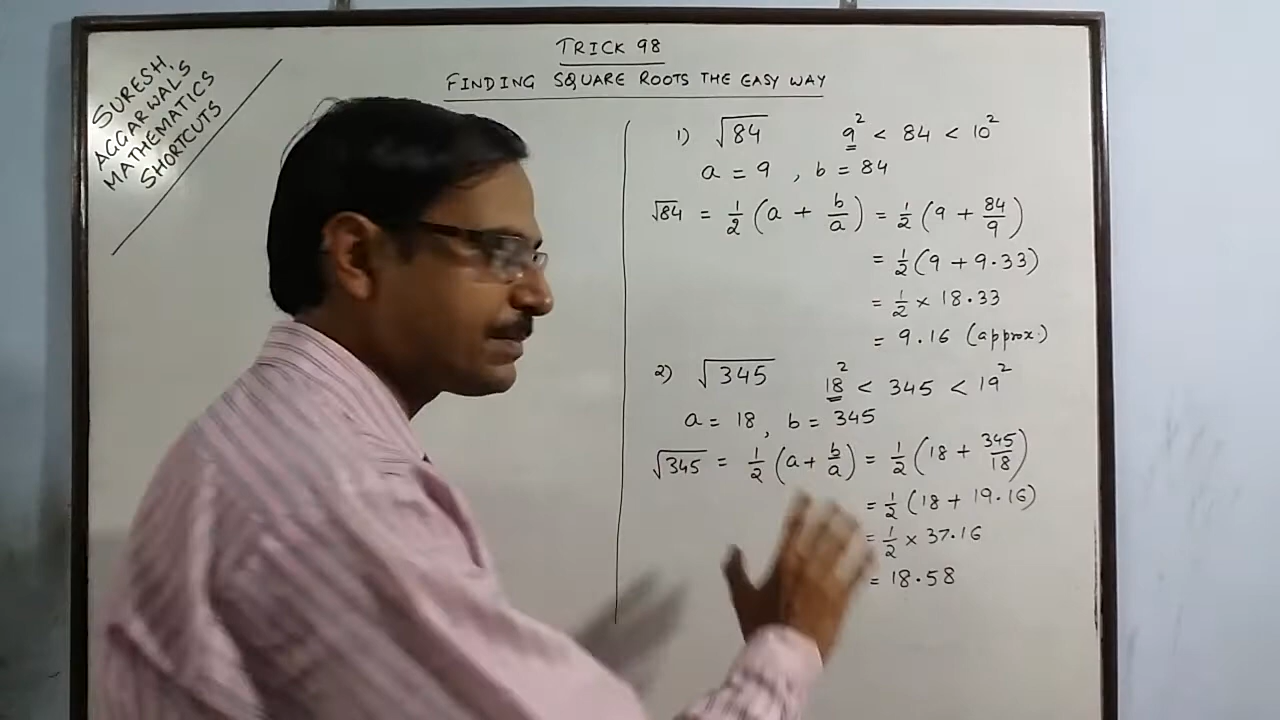 TRICK 98
FINDING SQUARE ROOTS THE EASY WAY
SURESH
AGGARWAL'S
MATHEMATICS
SHORTCUTS
1) √84 9² < 84 < 10²
a = 9 , b = 84
√84 = 1/2 (a + b/a) = 1/2 (9 + 84/9)
= 1/2 (9 + 9.33)
= 1/2 × 18.33
= 9.16 (approx.)
2) √345 18² < 345 < 19²
a = 18, b = 345
√345 = 1/2 (a + b/a) = 1/2 (18 + 345/18)
= 1/2 (18 + 19.16)
= 1/2 × 37.16
= 18.58